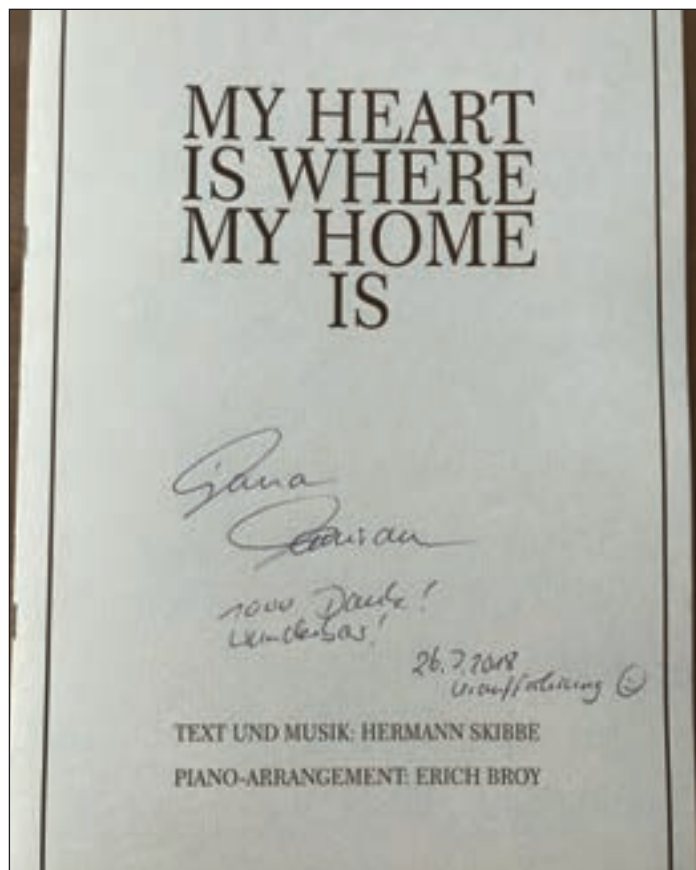 MY HEART
IS WHERE
MY HOME
IS
1000 Dank!
wunderbar!
26.7.2018
Uraufführung
TEXT UND MUSIK: HERMANN SKIBBE
PIANO-ARRANGEMENT: ERICH BROY